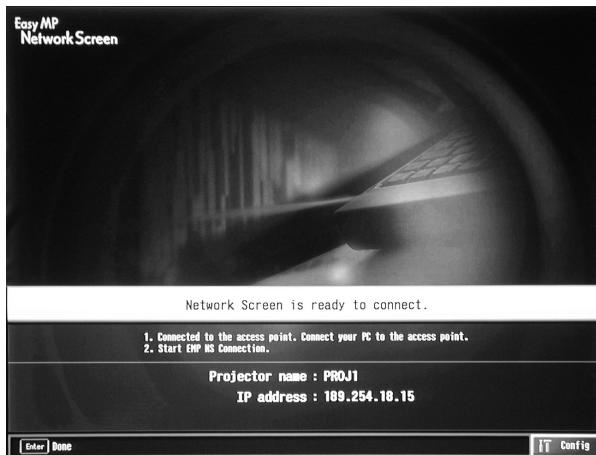 Easy MP
Network Screen
Network Screen is ready to connect.
1. Connected to the access point. Connect your PC to the access point.
2. Start EMP NS Connection.
Projector name : PROJ1
IP address : 189.254.18.15
Enter Done
Config